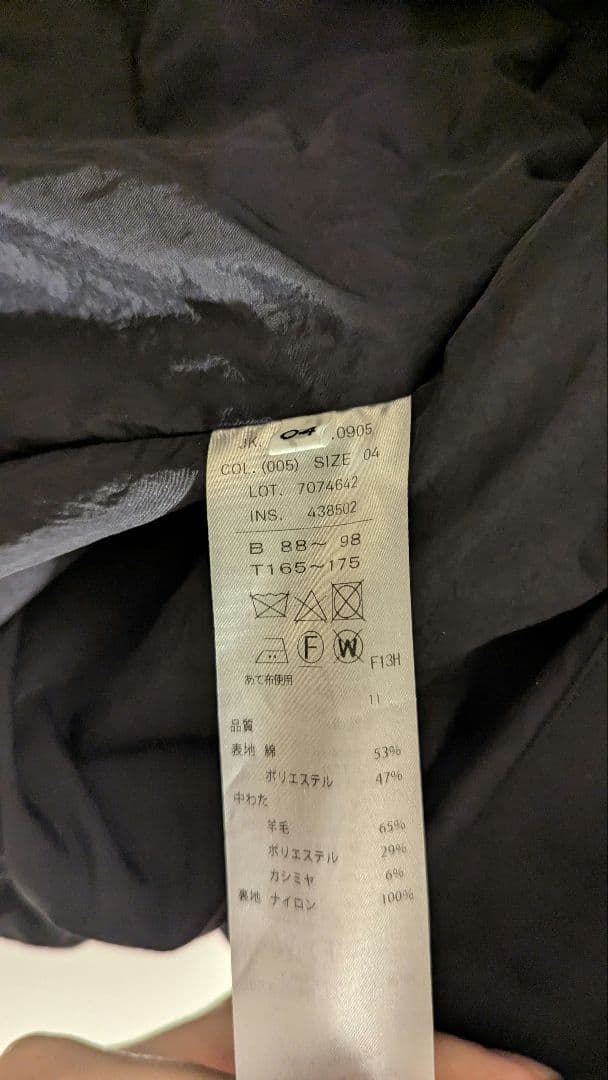 JK. 04 .0905
COL.(005) SIZE 04
LOT. 7074642
INS. 438502
B 88～ 98
T165～175
F W F13H
あて布使用
11
品質
表地 綿 53%
ポリエステル 47%
中わた
羊毛 65%
ポリエステル 29%
カシミヤ 6%
裏地 ナイロン 100%